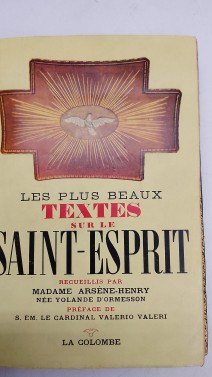 LES PLUS BEAUX
TEXTES
SUR LE
SAINT-ESPRIT
RECUEILLIS PAR
MADAME ARSÈNE-HENRY
NÉE YOLANDE D'ORMESSON
PRÉFACE DE
S. EM. LE CARDINAL VALERIO VALERI
LA COLOMBE